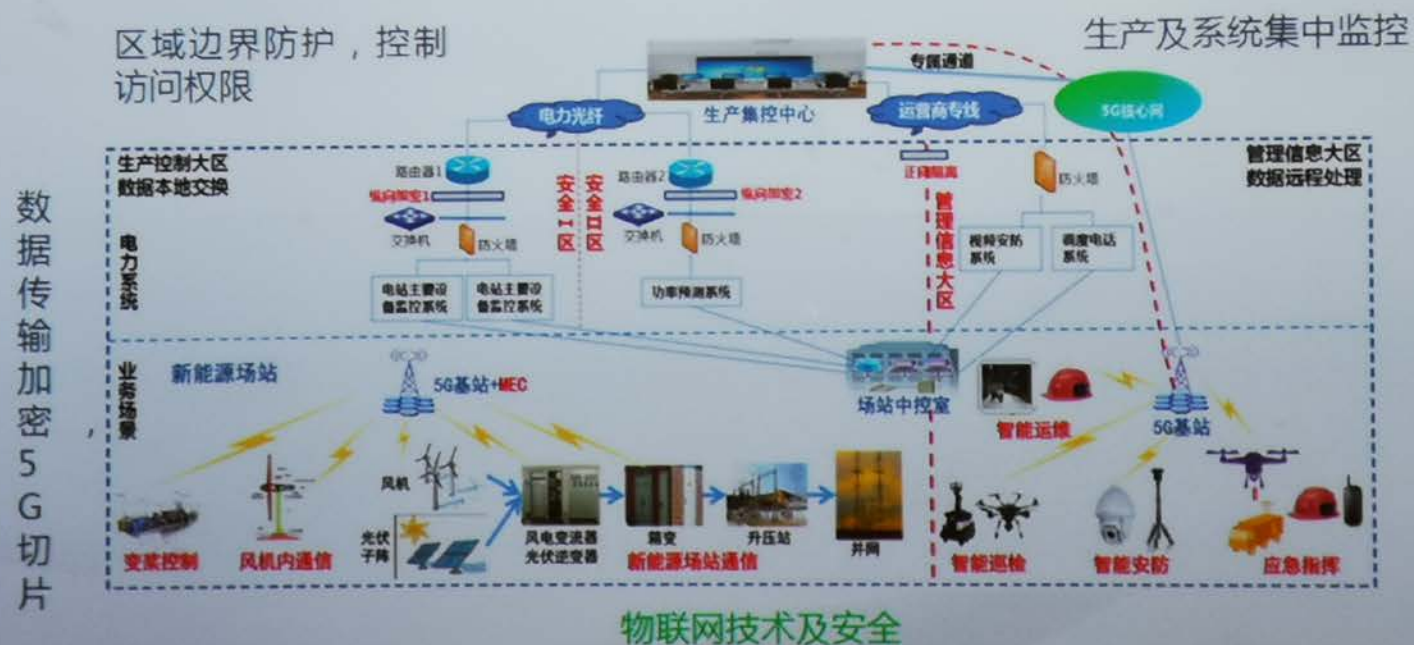 区域边界防护，控制
访问权限
生产及系统集中监控
专属通道
电力光纤
生产集控中心
运营商专线
5G核心网
生产控制大区
数据本地交换
管理信息大区
数据远程处理
路由器1
纵向加密1
交换机
防火墙
安全I区
安全II区
路由器2
纵向加密2
交换机
防火墙
正向隔离
管理信息大区
防火墙
视频安防
系统
调度电话
系统
电力系统
电站主要设
备监控系统
电站主要设
备监控系统
功率预测系统
数据传输加密5G切片
业务场景
新能源场站
5G基站+MEC
场站中控室
智能运维
5G基站
变桨控制
风机内通信
风机
光伏
子阵
风电变流器
光伏逆变器
箱变
新能源场站通信
升压站
并网
智能巡检
智能安防
应急指挥
物联网技术及安全